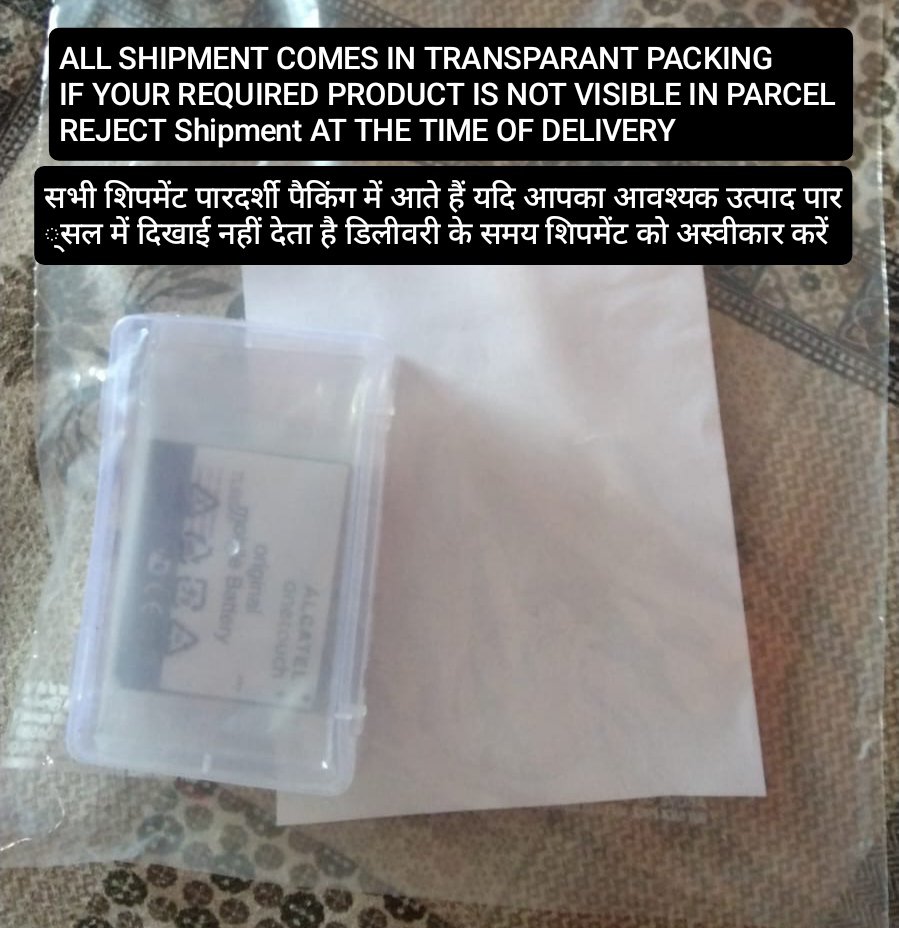 ALL SHIPMENT COMES IN TRANSPARANT PACKING
IF YOUR REQUIRED PRODUCT IS NOT VISIBLE IN PARCEL
REJECT Shipment AT THE TIME OF DELIVERY
सभी शिपमेंट पारदर्शी पैकिंग में आते हैं यदि आपका आवश्यक उत्पाद पार
्सल में दिखाई नहीं देता है डिलीवरी के समय शिपमेंट को अस्वीकार करें
ALCATEL
onetouch
original
Battery